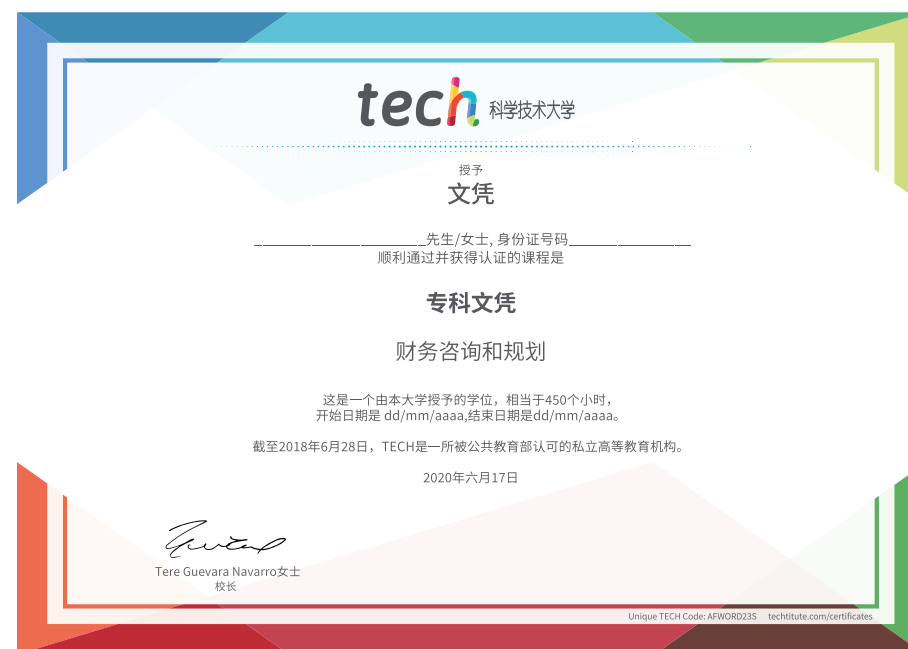 tech 科学技术大学
授予
文凭
_______________________先生/女士, 身份证号码________________
顺利通过并获得认证的课程是
专科文凭
财务咨询和规划
这是一个由本大学授予的学位，相当于450个小时，
开始日期是 dd/mm/aaaa,结束日期是dd/mm/aaaa。
截至2018年6月28日，TECH是一所被公共教育部认可的私立高等教育机构。
2020年六月17日
Tere Guevara Navarro女士
校长
Unique TECH Code: AFWORD23S techtitute.com/certificates